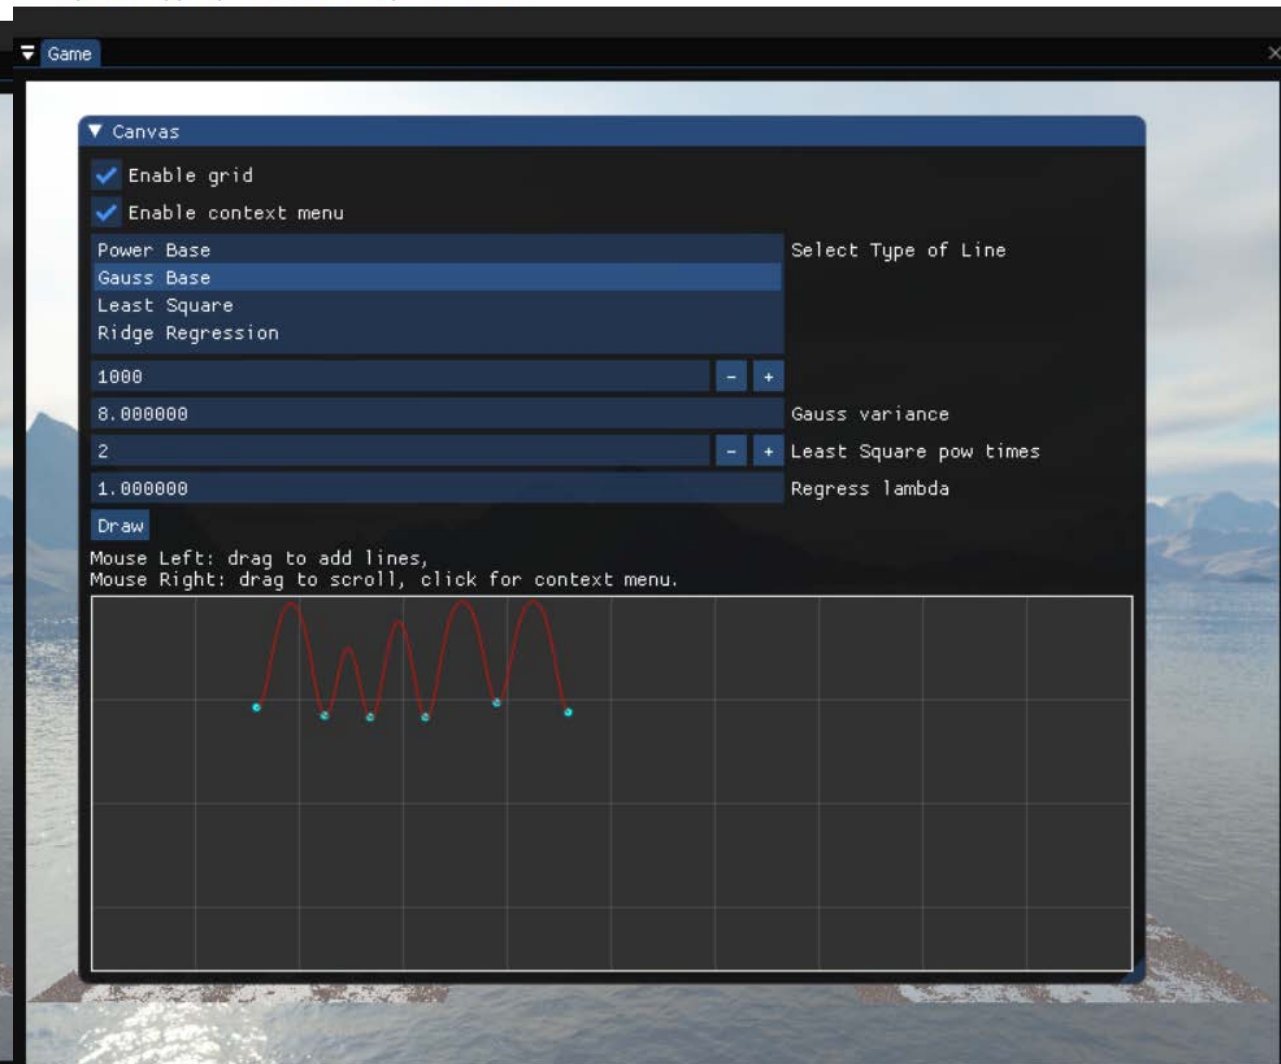 Game
Canvas
Enable grid
Enable context menu
Power Base
Select Type of Line
Gauss Base
Least Square
Ridge Regression
1000 - +
8.000000 Gauss variance
2 - + Least Square pow times
1.000000 Regress lambda
Draw
Mouse Left: drag to add lines,
Mouse Right: drag to scroll, click for context menu.